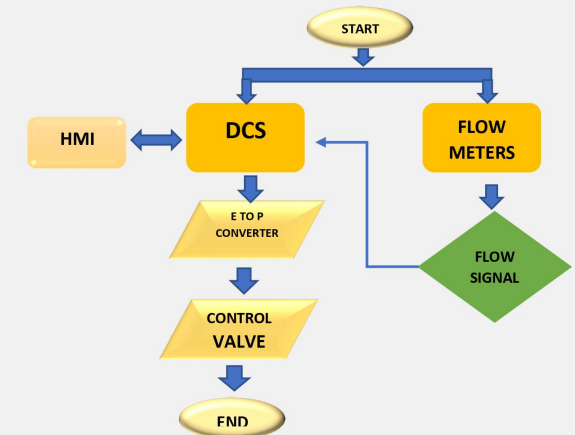 START
HMI
DCS
FLOW
METERS
E TO P
CONVERTER
FLOW
SIGNAL
CONTROL
VALVE
END